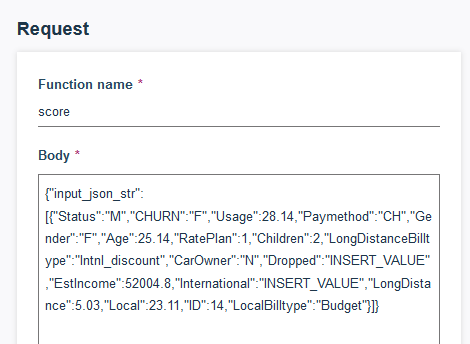 Request
Function name *
score
Body *
{"input_json_str":
[{"Status":"M","CHURN":"F","Usage":28.14,"Paymethod":"CH","Ge
nder":"F","Age":25.14,"RatePlan":1,"Children":2,"LongDistanceBillt
ype":"Intnl_discount","CarOwner":"N","Dropped":"INSERT_VALUE"
,"EstIncome":52004.8,"International":"INSERT_VALUE","LongDista
nce":5.03,"Local":23.11,"ID":14,"LocalBilltype":"Budget"}]}